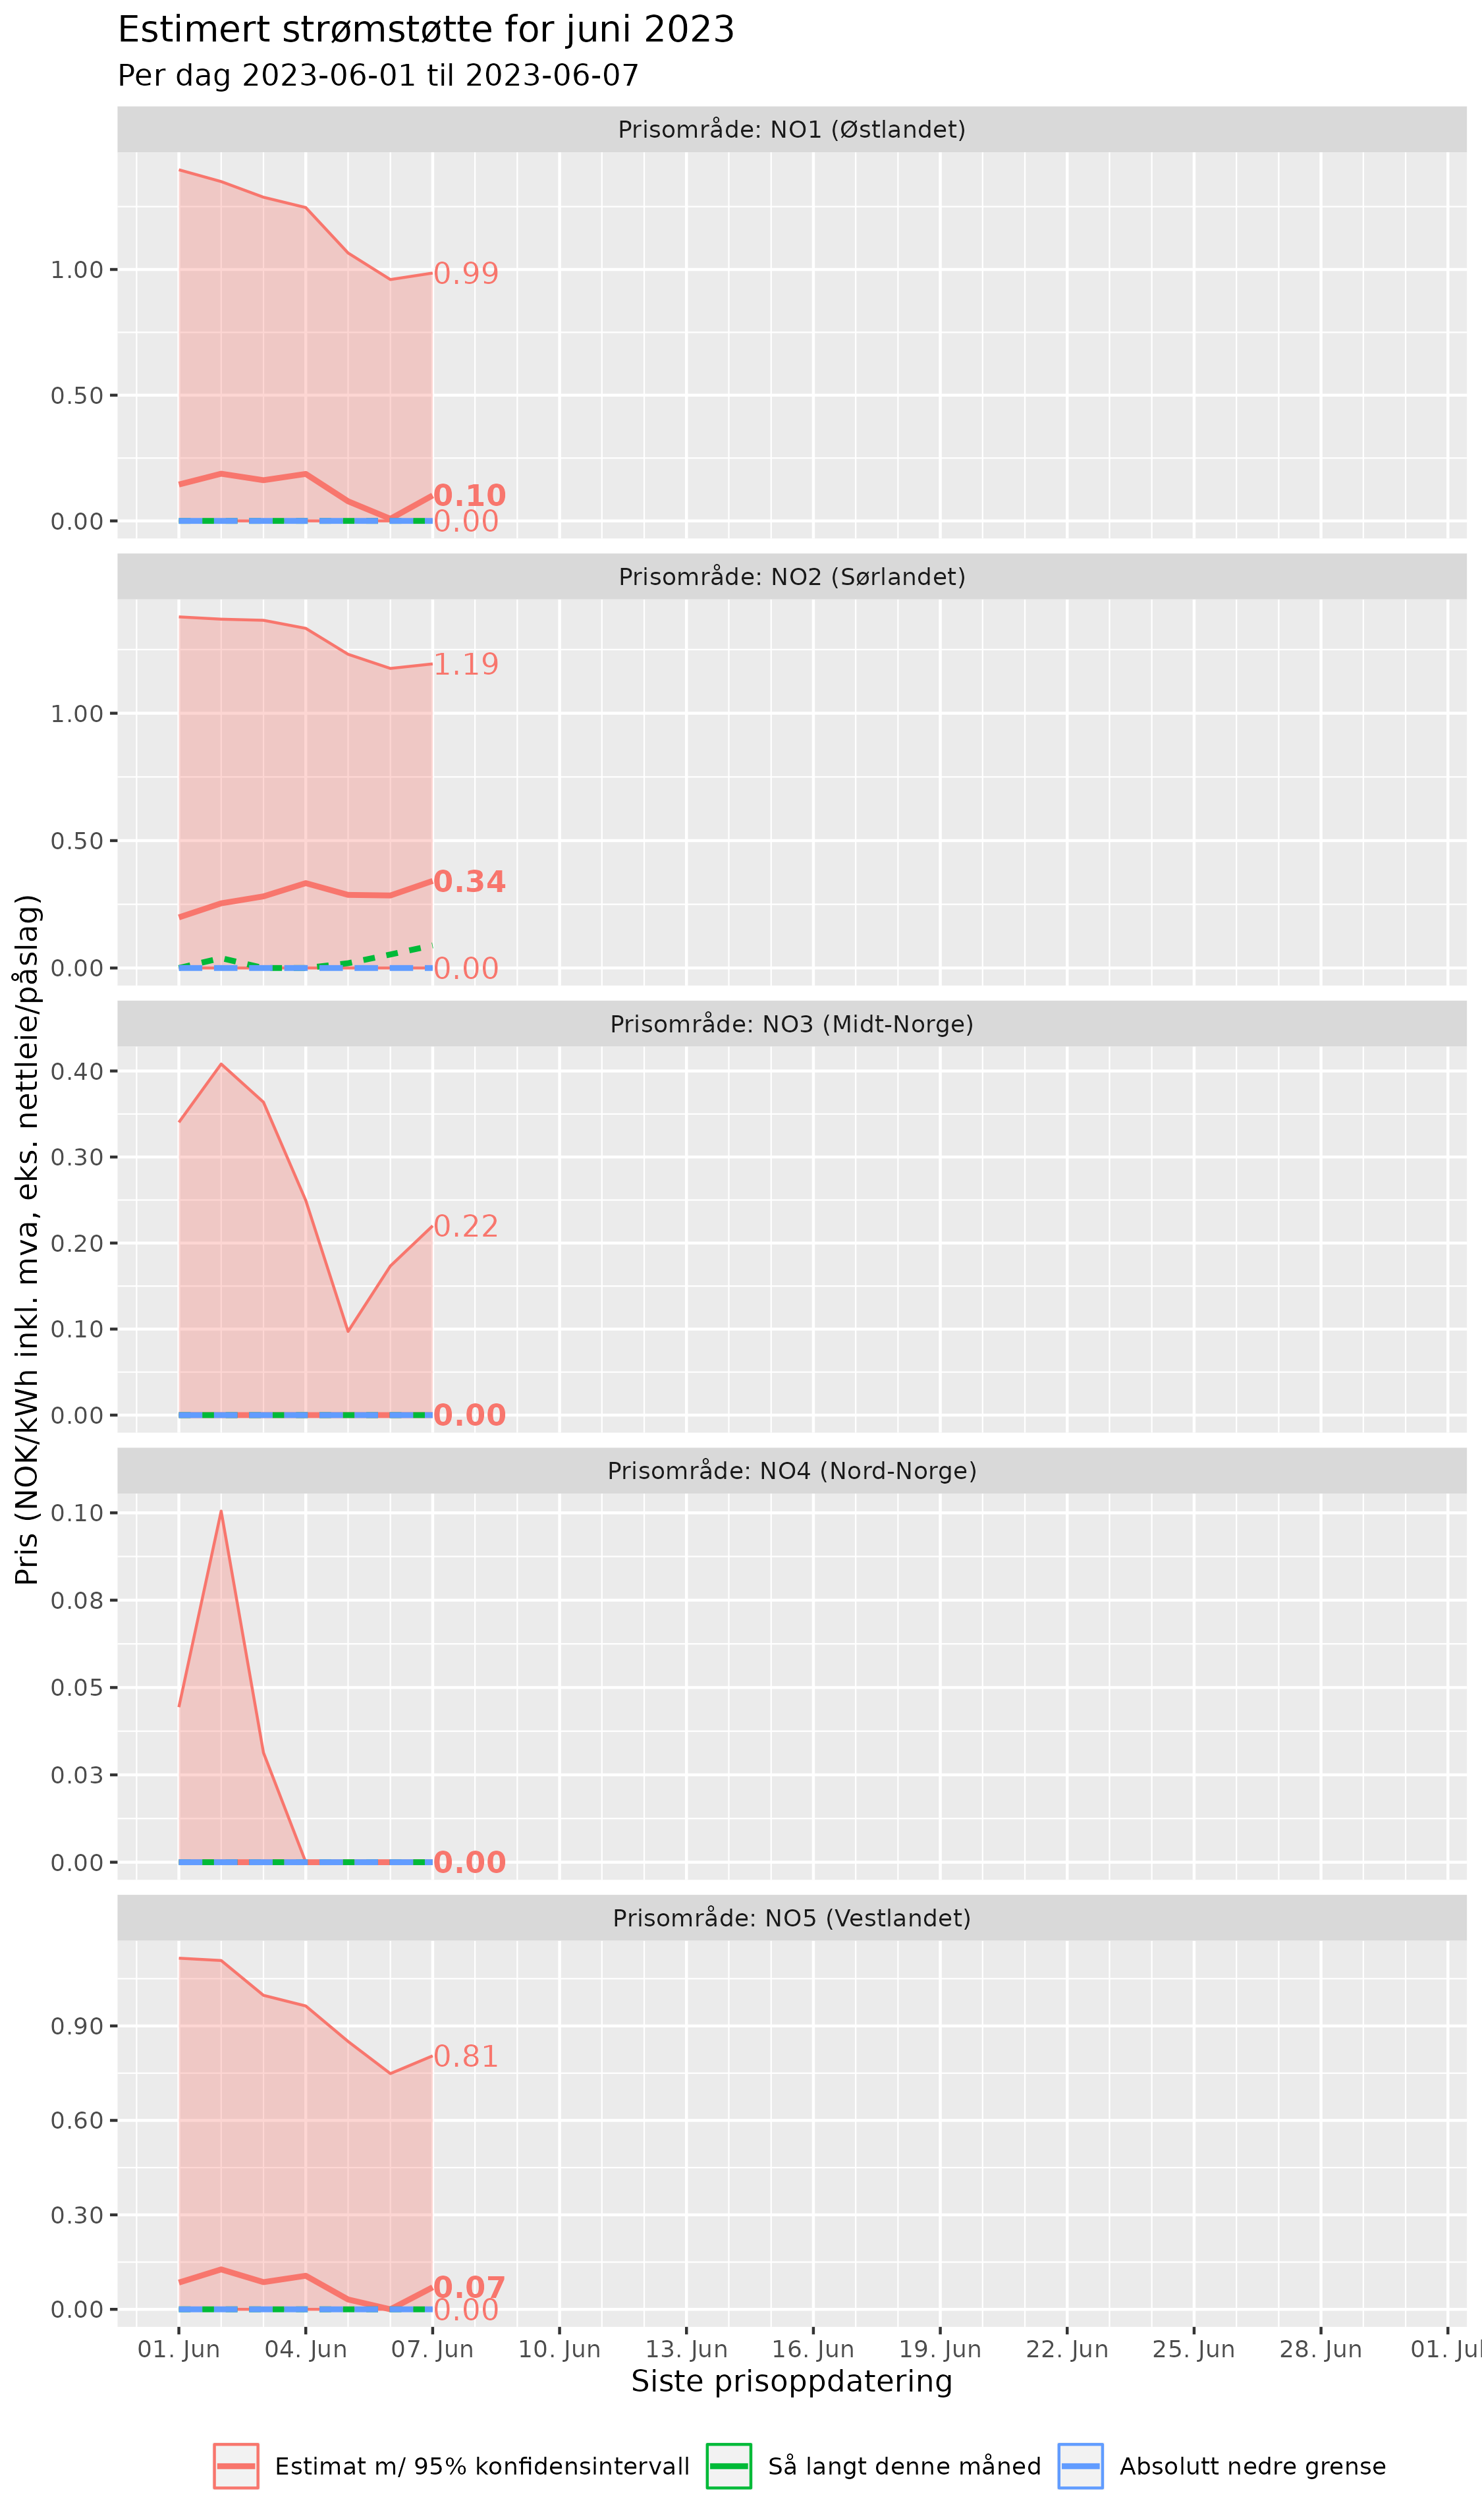 Estimert strømstøtte for juni 2023
Per dag 2023-06-01 til 2023-06-07
Prisområde: NO1 (Østlandet)
1.00
0.50
0.00
0.99
0.10
0.00
Prisområde: NO2 (Sørlandet)
1.00
0.50
0.00
1.19
0.34
0.00
Prisområde: NO3 (Midt-Norge)
0.40
0.30
0.20
0.10
0.00
0.22
0.00
Prisområde: NO4 (Nord-Norge)
0.10
0.08
0.05
0.03
0.00
0.00
Prisområde: NO5 (Vestlandet)
0.90
0.60
0.30
0.00
0.81
0.07
0.00
Pris (NOK/kWh inkl. mva, eks. nettleie/påslag)
01. Jun 04. Jun 07. Jun 10. Jun 13. Jun 16. Jun 19. Jun 22. Jun 25. Jun 28. Jun 01. Jul
Siste prisoppdatering
Estimat m/ 95% konfidensintervall Så langt denne måned Absolutt nedre grense